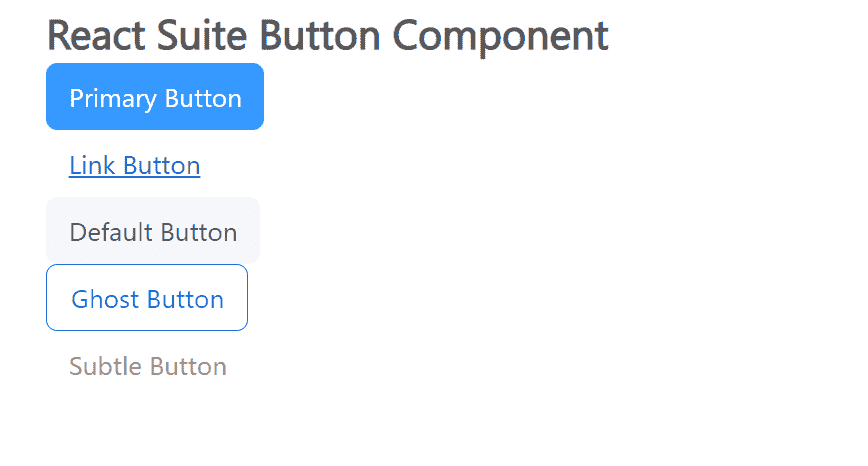 React Suite Button Component
Primary Button
Link Button
Default Button
Ghost Button
Subtle Button